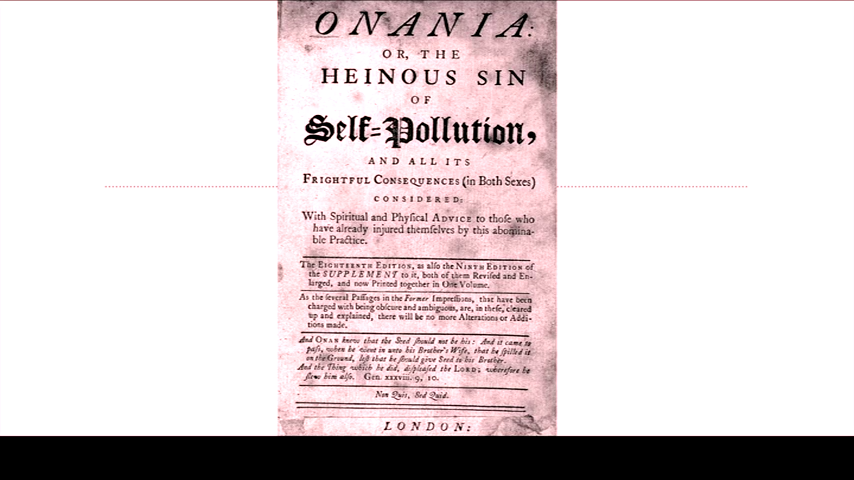 ONANIA:
OR, THE
HEINOUS SIN
OF
Self-Pollution,
AND ALL ITS
FRIGHTFUL CONSEQUENCES (in Both Sexes)
CONSIDERED:
With Spiritual and Phyſical ADVICE to thoſe who
have already injured themſelves by this abomina-
ble Practice.
The EIGHTEENTH EDITION, as alſo the NINTH EDITION of
the SUPPLEMENT to it, both of them Reviſed and En-
larged, and now Printed together in One Volume.
As the ſeveral Paſſages in the Former Impreſſions, that have been
charged with being obſcure and ambiguous, are, in theſe, cleared
up and explained, there will be no more Alterations or Addi-
tions made.
And ONAN knew that the Seed ſhould not be his: And it came to
paſs, when he went in unto his Brother's Wife, that he ſpilled it
on the Ground, leſt that he ſhould give Seed to his Brother.
And the Thing which he did, diſpleaſed the LORD; wherefore he
ſlew him alſo. Gen. xxxviii. 9, 10.
Non Quis, Sed Quid.
LONDON: